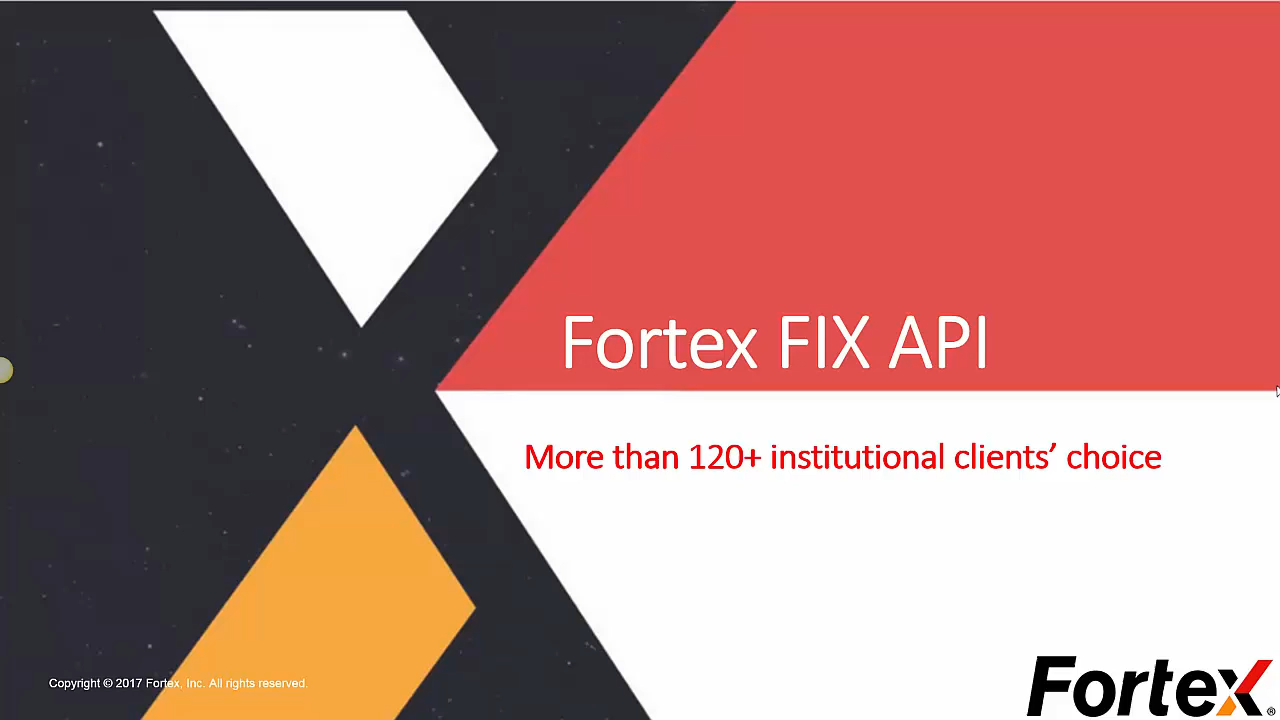 Fortex FIX API
More than 120+ institutional clients’ choice
Copyright © 2017 Fortex, Inc. All rights reserved.
Fortex®